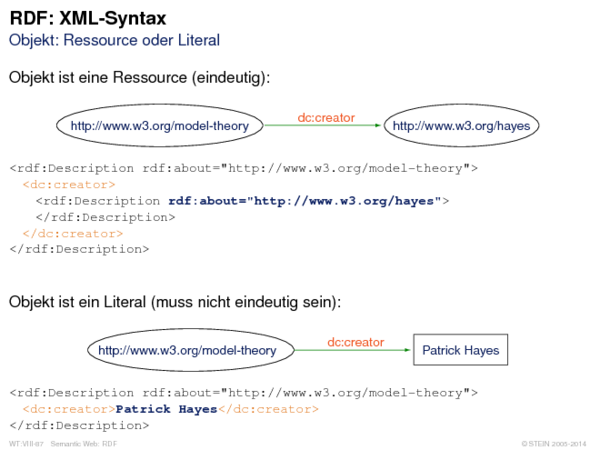 RDF: XML-Syntax
Objekt: Ressource oder Literal
Objekt ist eine Ressource (eindeutig):
dc:creator
http://www.w3.org/model-theory http://www.w3.org/hayes
<rdf:Description rdf:about="http://www.w3.org/model-theory">
<dc:creator>
<rdf:Description rdf:about="http://www.w3.org/hayes">
</rdf:Description>
</dc:creator>
</rdf:Description>
Objekt ist ein Literal (muss nicht eindeutig sein):
dc:creator
http://www.w3.org/model-theory Patrick Hayes
<rdf:Description rdf:about="http://www.w3.org/model-theory">
<dc:creator>Patrick Hayes</dc:creator>
</rdf:Description>
WT:VIII-87 Semantic Web: RDF © STEIN 2005-2014